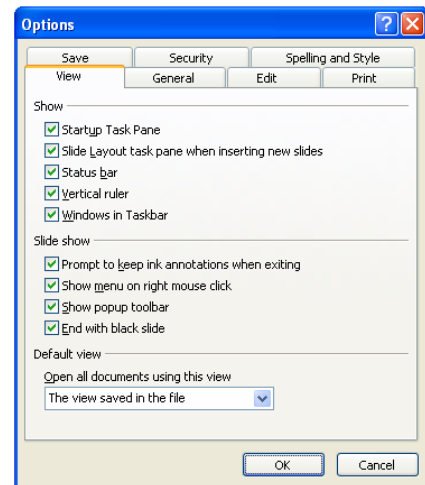 Options
Save Security Spelling and Style
View General Edit Print
Show
Startup Task Pane
Slide Layout task pane when inserting new slides
Status bar
Vertical ruler
Windows in Taskbar
Slide show
Prompt to keep ink annotations when exiting
Show menu on right mouse click
Show popup toolbar
End with black slide
Default view
Open all documents using this view
The view saved in the file
OK Cancel